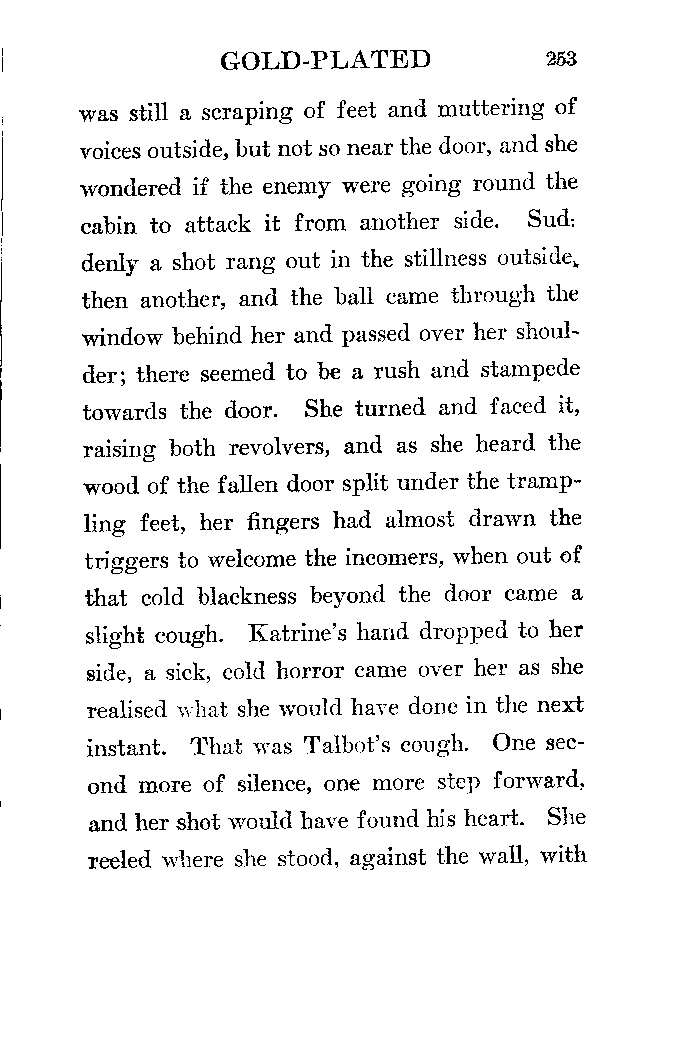 GOLD-PLATED 253
was still a scraping of feet and muttering of
voices outside, but not so near the door, and she
wondered if the enemy were going round the
cabin to attack it from another side. Sud-
denly a shot rang out in the stillness outside,
then another, and the ball came through the
window behind her and passed over her shoul-
der; there seemed to be a rush and stampede
towards the door. She turned and faced it,
raising both revolvers, and as she heard the
wood of the fallen door split under the tramp-
ling feet, her fingers had almost drawn the
triggers to welcome the incomers, when out of
that cold blackness beyond the door came a
slight cough. Katrine's hand dropped to her
side, a sick, cold horror came over her as she
realised what she would have done in the next
instant. That was Talbot's cough. One sec-
ond more of silence, one more step forward,
and her shot would have found his heart. She
reeled where she stood, against the wall, with